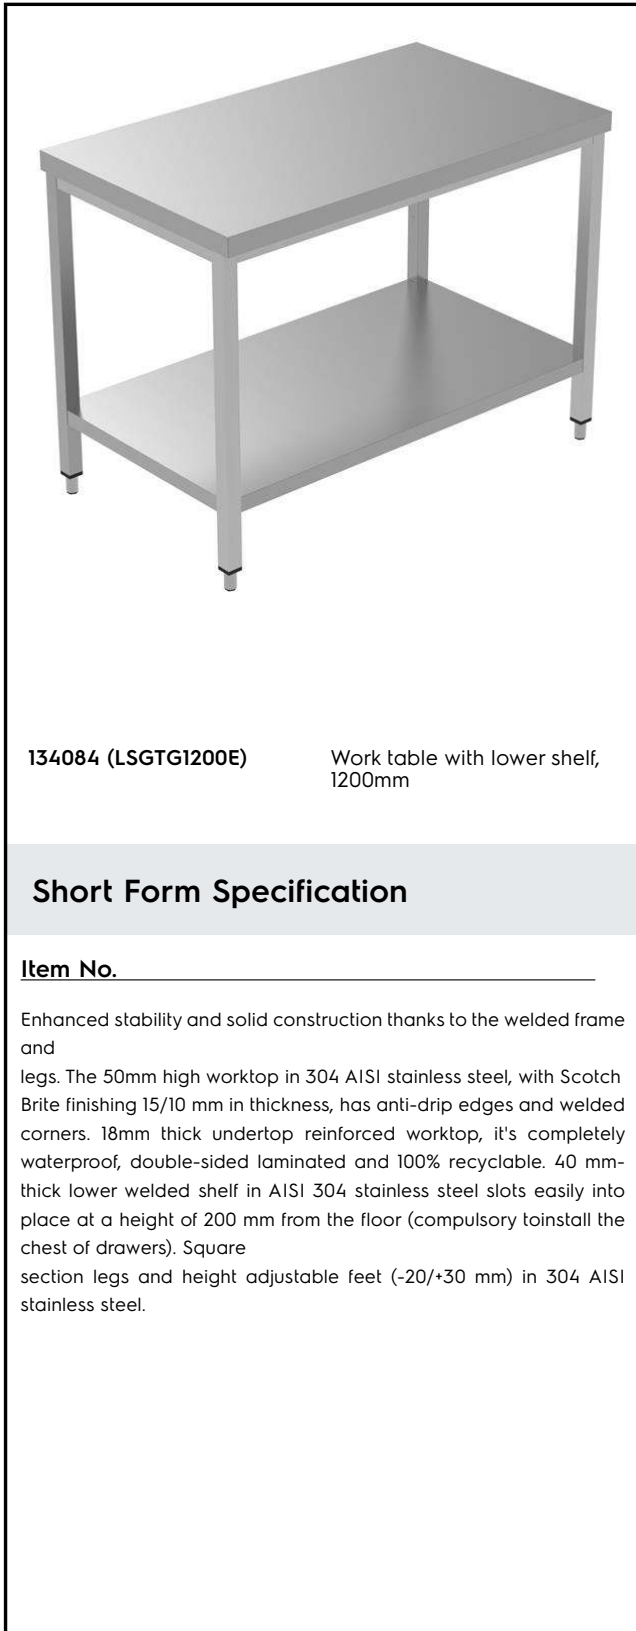 134084 (LSGTG1200E)
Work table with lower shelf,
1200mm
Short Form Specification
Item No.
Enhanced stability and solid construction thanks to the welded frame
and
legs. The 50mm high worktop in 304 AISI stainless steel, with Scotch
Brite finishing 15/10 mm in thickness, has anti-drip edges and welded
corners. 18mm thick undertop reinforced worktop, it's completely
waterproof, double-sided laminated and 100% recyclable. 40 mm-
thick lower welded shelf in AISI 304 stainless steel slots easily into
place at a height of 200 mm from the floor (compulsory toinstall the
chest of drawers). Square
section legs and height adjustable feet (-20/+30 mm) in 304 AISI
stainless steel.